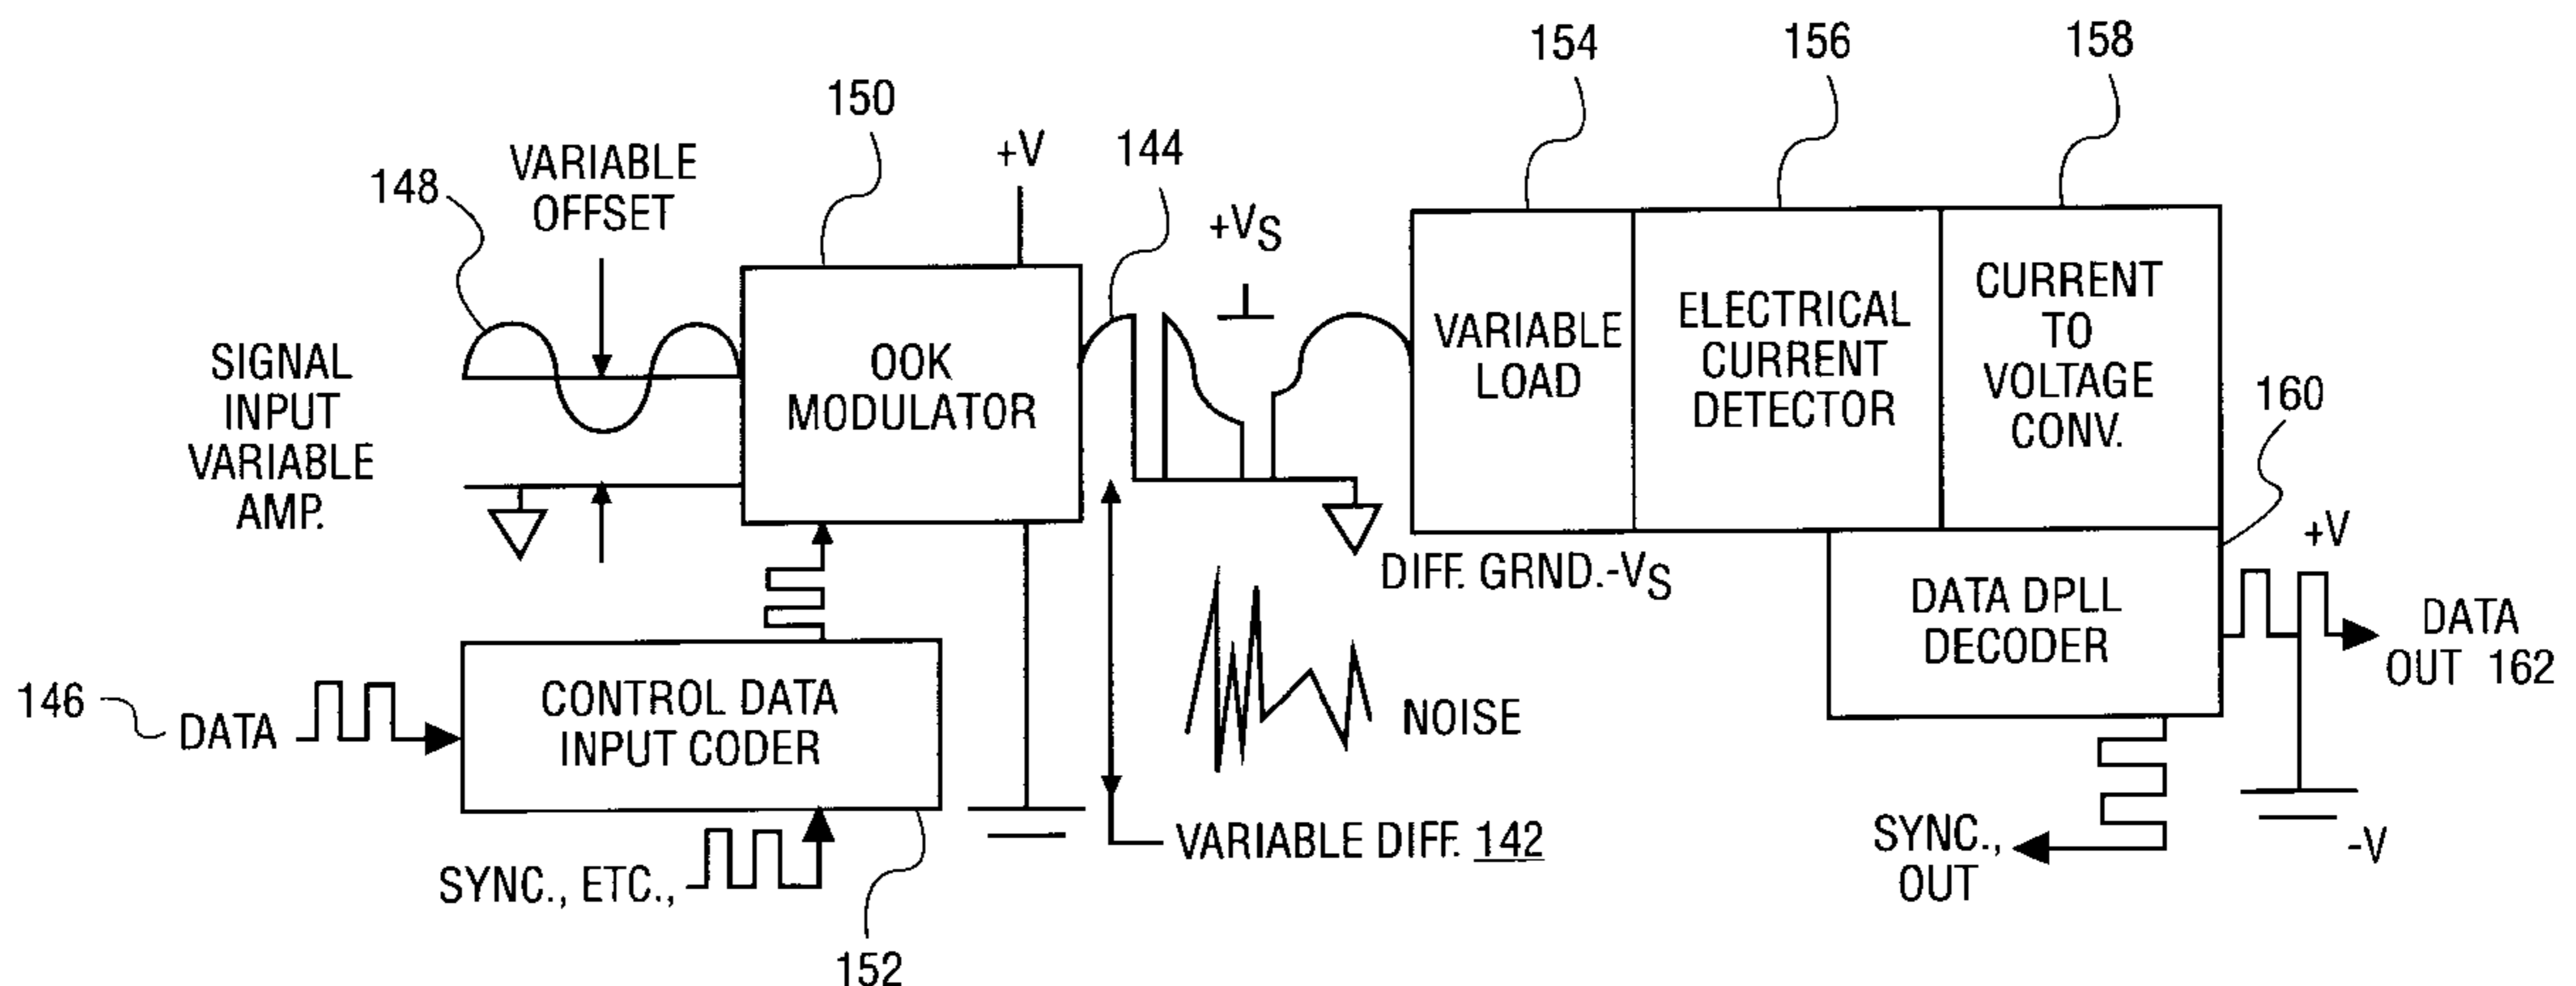 154
156
158
150
+V
144
148
VARIABLE
OFFSET
+VS
SIGNAL
INPUT
VARIABLE
AMP.
OOK
MODULATOR
VARIABLE
LOAD
ELECTRICAL
CURRENT
DETECTOR
CURRENT
TO
VOLTAGE
CONV.
160
DIFF. GRND.-VS
+V
146
DATA
CONTROL DATA
INPUT CODER
NOISE
DATA DPLL
DECODER
DATA
OUT 162
SYNC., ETC.,
VARIABLE DIFF. 142
SYNC.,
OUT
-V
152